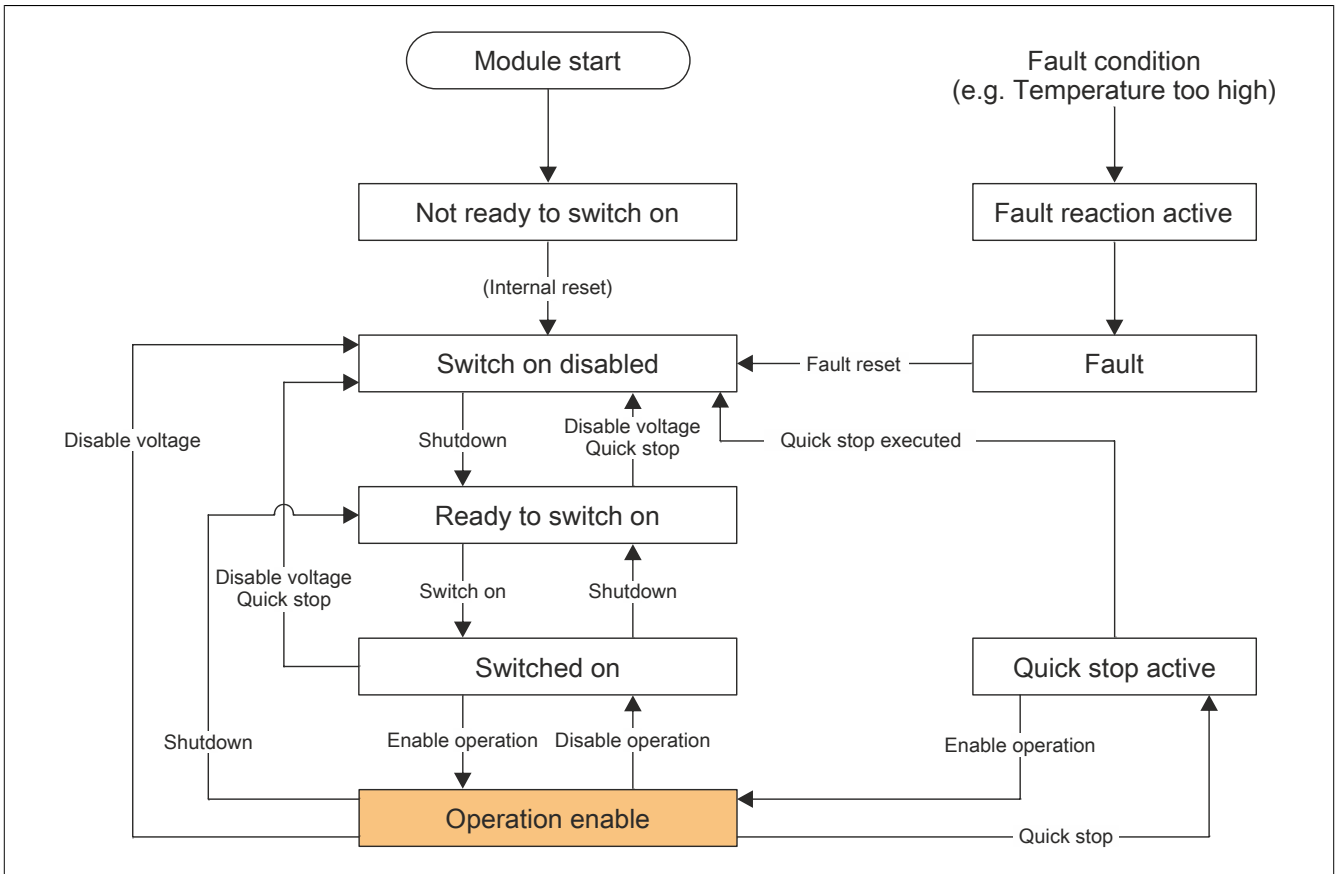 Module start
Fault condition
(e.g. Temperature too high)
Not ready to switch on
Fault reaction active
(Internal reset)
Switch on disabled
Fault reset
Fault
Disable voltage
Shutdown
Disable voltage
Quick stop
Quick stop executed
Ready to switch on
Disable voltage
Quick stop
Switch on
Shutdown
Switched on
Quick stop active
Shutdown
Enable operation
Disable operation
Enable operation
Operation enable
Quick stop